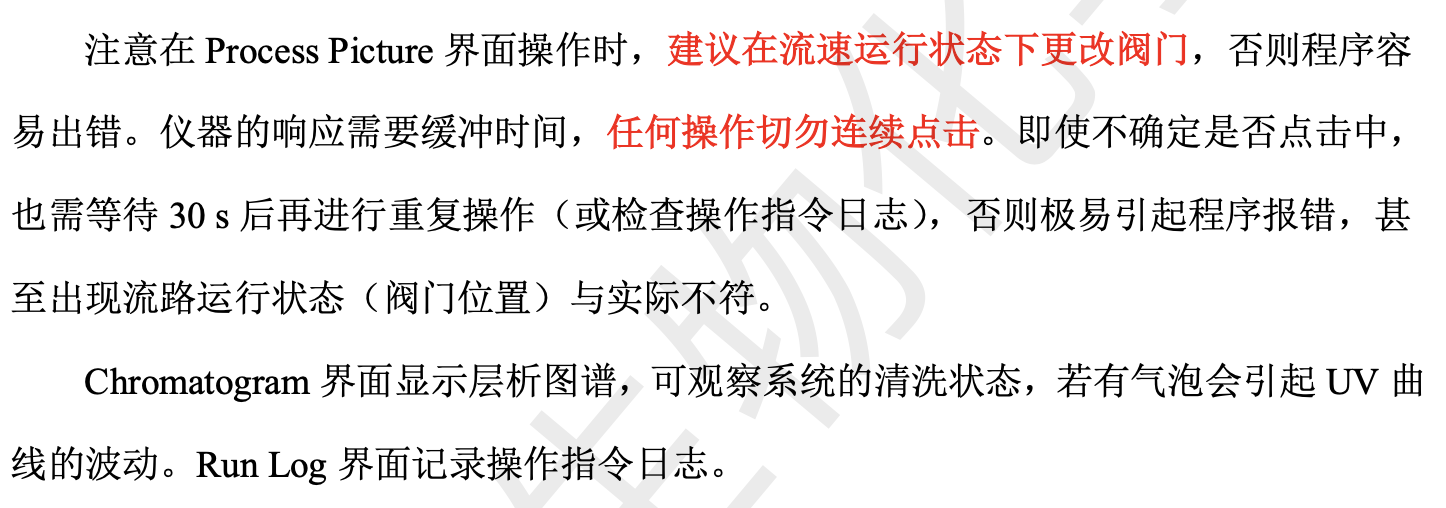 注意在 Process Picture 界面操作时，建议在流速运行状态下更改阀门，否则程序容
易出错。仪器的响应需要缓冲时间，任何操作切勿连续点击。即使不确定是否点击中，
也需等待 30 s 后再进行重复操作（或检查操作指令日志），否则极易引起程序报错，甚
至出现流路运行状态（阀门位置）与实际不符。
Chromatogram 界面显示层析图谱，可观察系统的清洗状态，若有气泡会引起 UV 曲
线的波动。Run Log 界面记录操作指令日志。
生物化